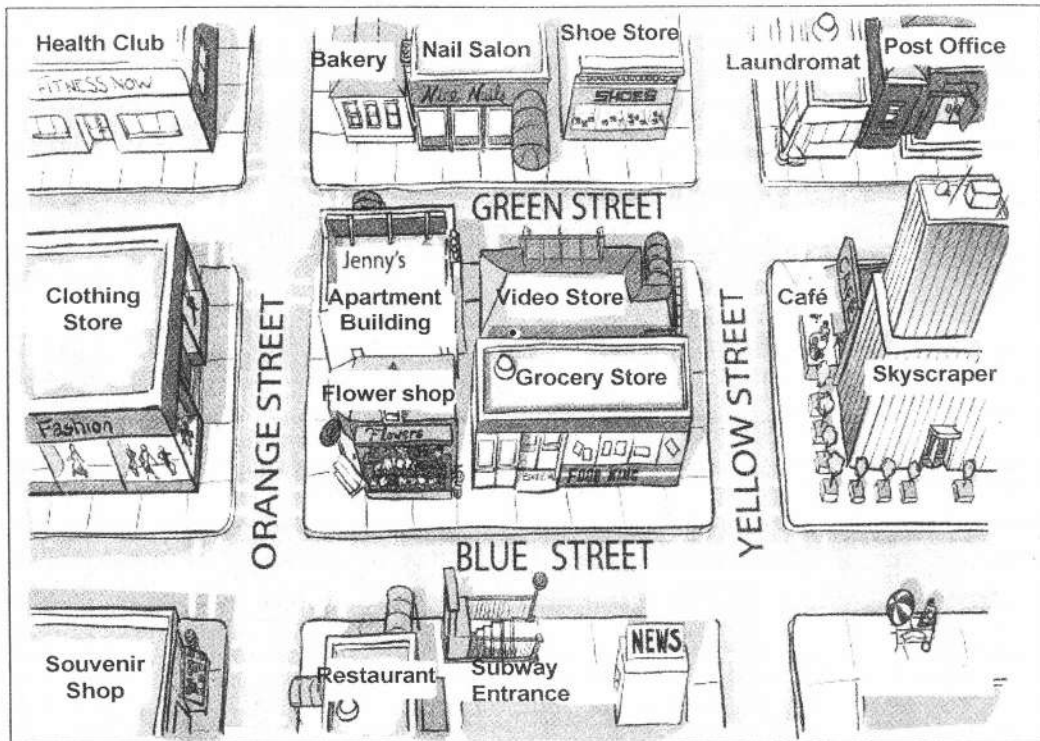 Health Club
FITNESS NOW
Bakery
Nail Salon
Nice Nails
Shoe Store
SHOES
Laundromat
Post Office
GREEN STREET
Clothing
Store
Fashion
ORANGE STREET
Jenny's
Apartment
Building
Video Store
Flower shop
Flowers
Grocery Store
FOOD KING
YELLOW STREET
Café
Skyscraper
BLUE STREET
Souvenir
Shop
Restaurant
Subway
Entrance
NEWS